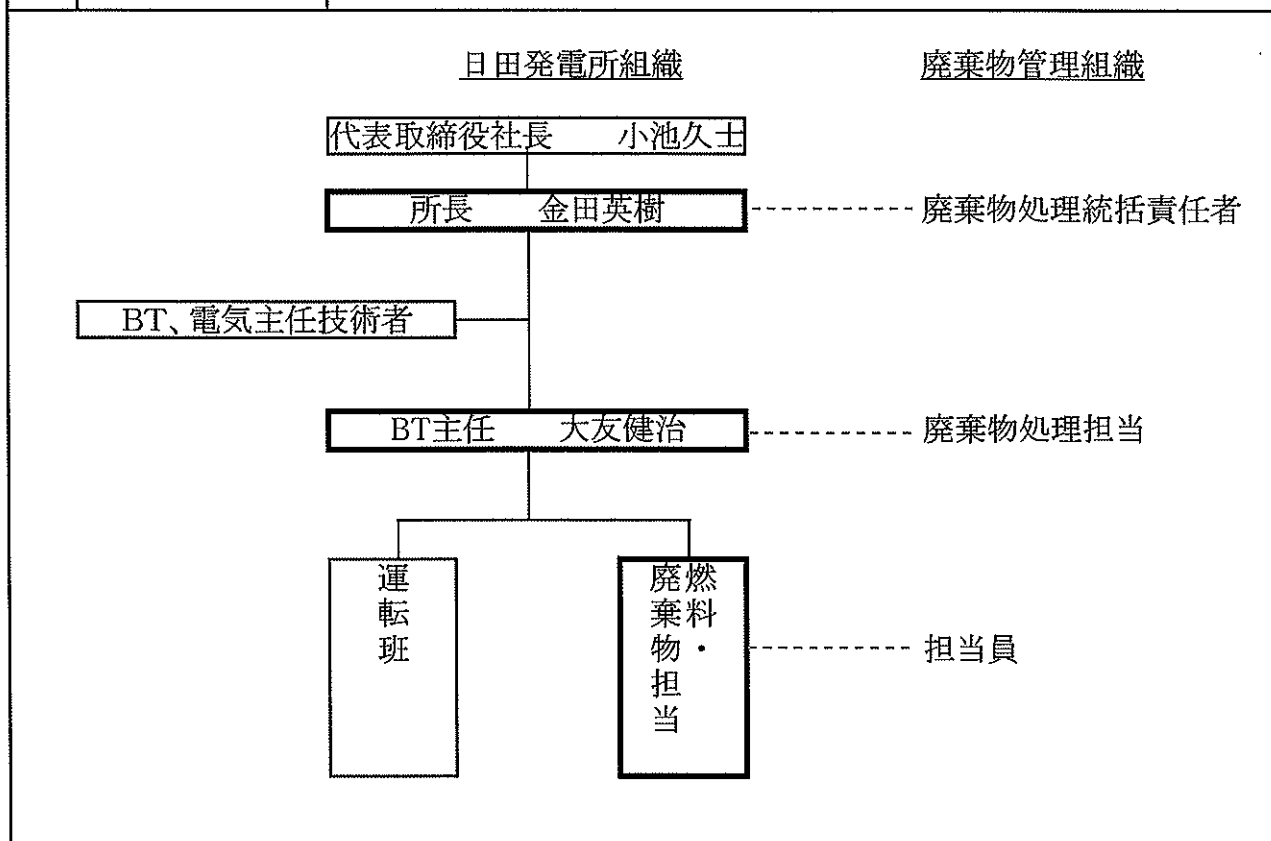 日田発電所組織
廃棄物管理組織
代表取締役社長　小池久士
所長　金田英樹
廃棄物処理統括責任者
BT、電気主任技術者
BT主任　大友健治
廃棄物処理担当
運転班
燃料・
廃棄物担当
担当員